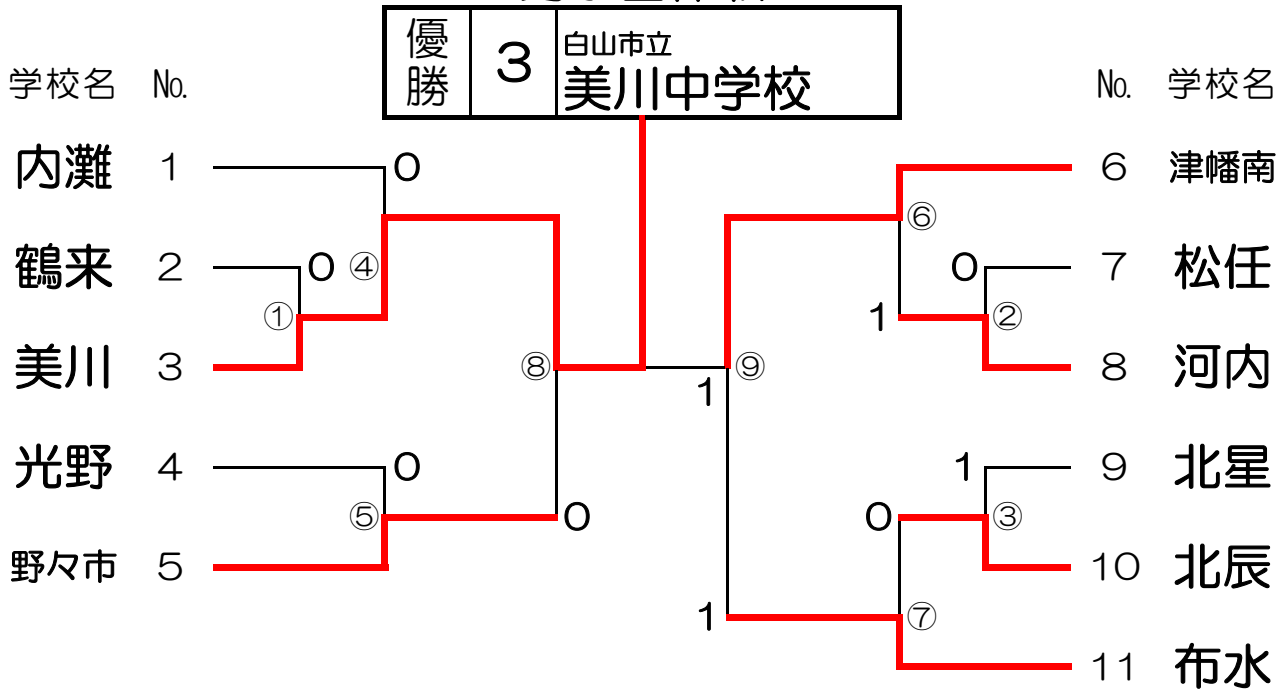 優勝 3 白山市立
美川中学校
学校名 No. No. 学校名
内灘 1 0 6 津幡南
⑥
鶴来 2 0 ④ 0 7 松任
① 1 ②
美川 3 ⑧ ⑨ 8 河内
1
光野 4 0 1 9 北星
⑤ 0 0 ③
野々市 5 10 北辰
1 ⑦
11 布水